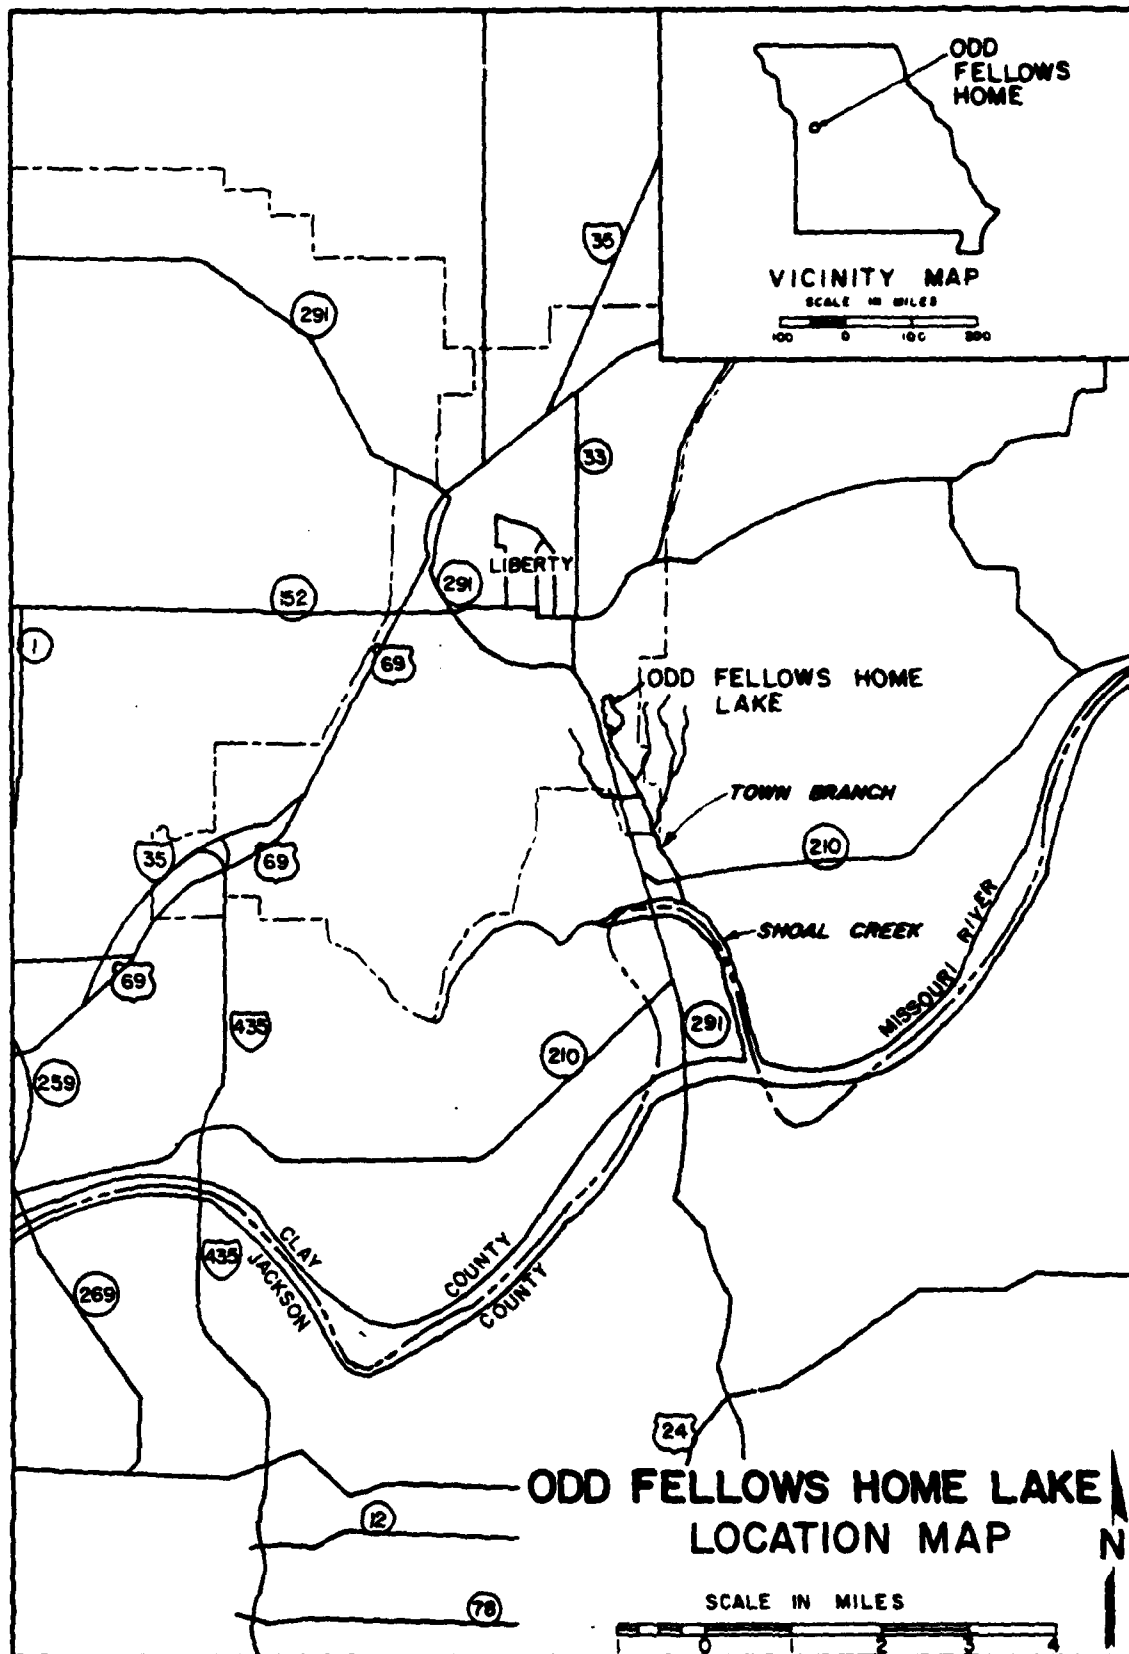 ODD
FELLOWS
HOME
VICINITY MAP
SCALE IN MILES
100 0 100 200
35
291
33
LIBERTY
291
152
1
69
ODD FELLOWS HOME
LAKE
TOWN BRANCH
210
35
69
SHOAL CREEK
MISSOURI RIVER
69
435
291
210
259
CLAY COUNTY
JACKSON COUNTY
435
269
24
ODD FELLOWS HOME LAKE
LOCATION MAP
N
12
78
SCALE IN MILES
1 0 1 2 3 4